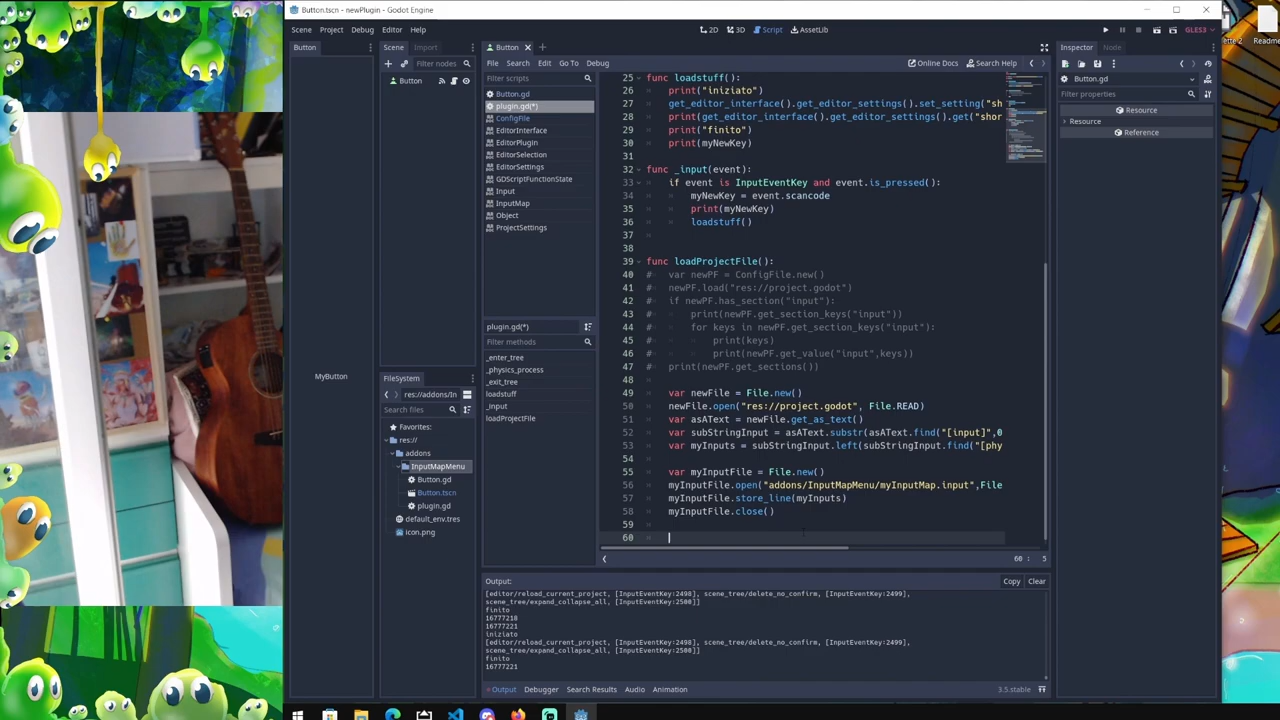 Button.tscn - newPlugin - Godot Engine
Scene Project Debug Editor Help
2D 3D Script AssetLib
GLES3
Button
Scene Import
Button
Inspector Node
Filter nodes
Button
File Search Edit Go To Debug
Online Docs Search Help
Filter scripts
Button.gd
plugin.gd(*)
ConfigFile
EditorInterface
EditorPlugin
EditorSelection
EditorSettings
GDScriptFunctionState
Input
InputMap
Object
ProjectSettings
plugin.gd(*)
Filter methods
_enter_tree
_physics_process
_exit_tree
loadstuff
_input
loadProjectFile
25 func loadstuff():
26 print("iniziato")
27 get_editor_interface().get_editor_settings().set_setting("sh
28 print(get_editor_interface().get_editor_settings().get("shor
29 print("finito")
30 print(myNewKey)
31
32 func _input(event):
33 if event is InputEventKey and event.is_pressed():
34 myNewKey = event.scancode
35 print(myNewKey)
36 loadstuff()
37
38
39 func loadProjectFile():
40 # var newPF = ConfigFile.new()
41 # newPF.load("res://project.godot")
42 # if newPF.has_section("input"):
43 # print(newPF.get_section_keys("input"))
44 # for keys in newPF.get_section_keys("input"):
45 # print(keys)
46 # print(newPF.get_value("input",keys))
47 # print(newPF.get_sections())
48
49 var newFile = File.new()
50 newFile.open("res://project.godot", File.READ)
51 var asAText = newFile.get_as_text()
52 var subStringInput = asAText.substr(asAText.find("[input]",0
53 var myInputs = subStringInput.left(subStringInput.find("[phy
54
55 var myInputFile = File.new()
56 myInputFile.open("addons/InputMapMenu/myInputMap.input",File
57 myInputFile.store_line(myInputs)
58 myInputFile.close()
59
60
60 : 5
MyButton
FileSystem
res://addons/In
Search files
Favorites:
res://
addons
InputMapMenu
Button.gd
Button.tscn
plugin.gd
default_env.tres
icon.png
Output:
Copy Clear
[editor/reload_current_project, [InputEventKey:2498], scene_tree/delete_no_confirm, [InputEventKey:2499],
scene_tree/expand_collapse_all, [InputEventKey:2500]]
finito
16777218
16777221
iniziato
[editor/reload_current_project, [InputEventKey:2498], scene_tree/delete_no_confirm, [InputEventKey:2499],
scene_tree/expand_collapse_all, [InputEventKey:2500]]
finito
16777221
Output Debugger Search Results Audio Animation
3.5.stable
Button.gd
Filter properties
Resource
Resource
Reference
ette 2
Readme